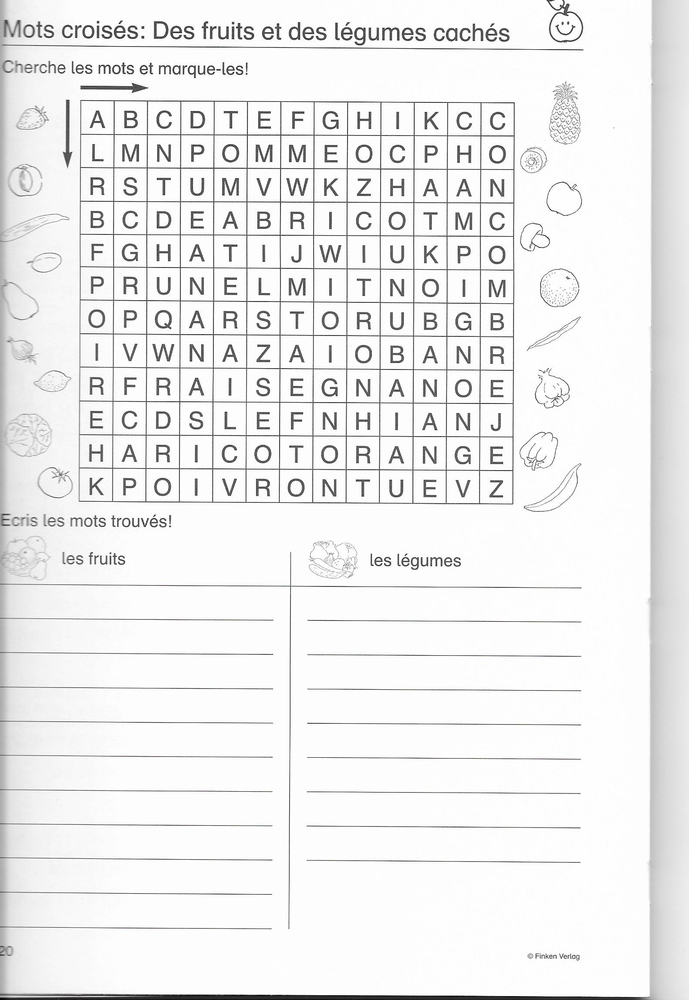 Mots croisés: Des fruits et des légumes cachés
Cherche les mots et marque-les!
A B C D T E F G H I K C C
L M N P O M M E O C P H O
R S T U M V W K Z H A A N
B C D E A B R I C O T M C
F G H A T I J W I U K P O
P R U N E L M I T N O I M
O P Q A R S T O R U B G B
I V W N A Z A I O B A N R
R F R A I S E G N A N O E
E C D S L E F N H I A N J
H A R I C O T O R A N G E
K P O I V R O N T U E V Z
Ecris les mots trouvés!
les fruits
les légumes
20
© Finken Verlag